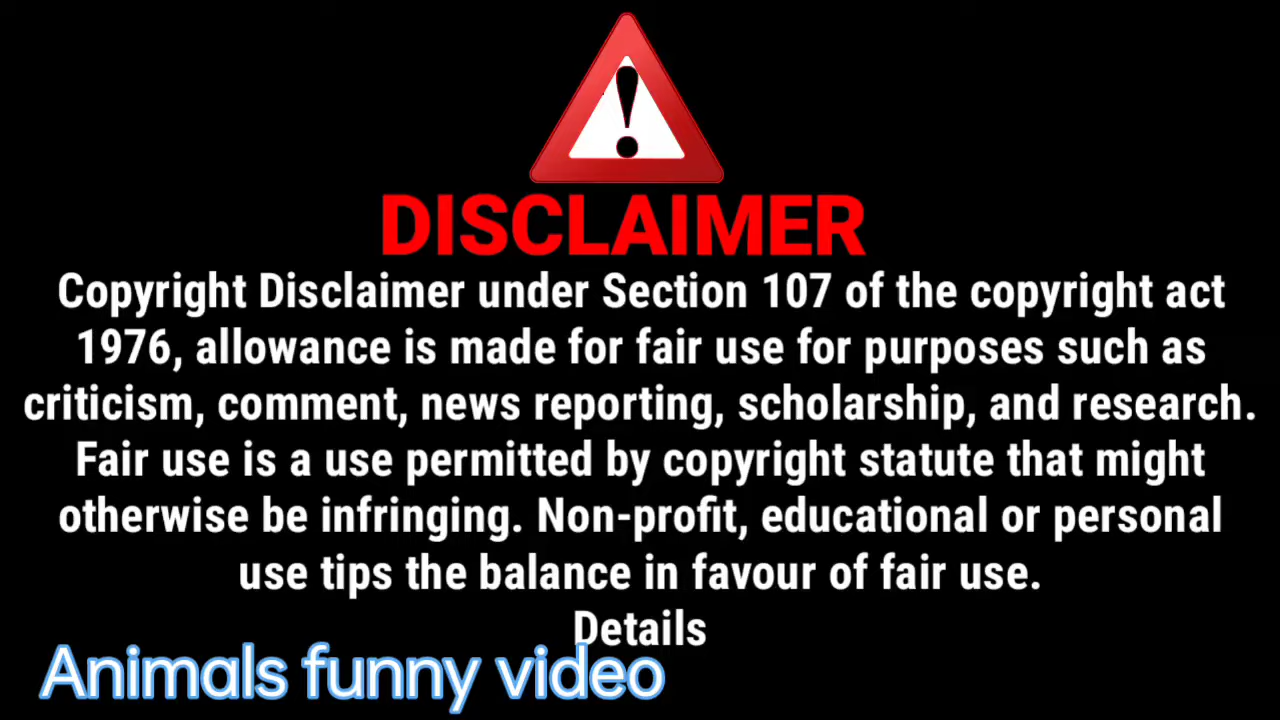 DISCLAIMER
Copyright Disclaimer under Section 107 of the copyright act
1976, allowance is made for fair use for purposes such as
criticism, comment, news reporting, scholarship, and research.
Fair use is a use permitted by copyright statute that might
otherwise be infringing. Non-profit, educational or personal
use tips the balance in favour of fair use.
Details
Animals funny video